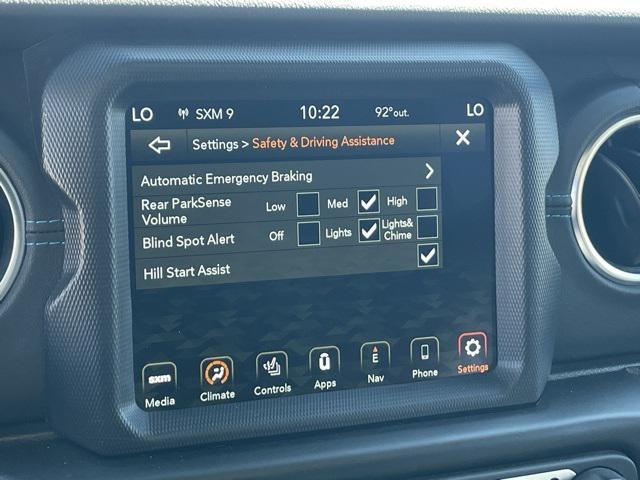 LO SXM 9 10:22 92°out. LO
Settings > Safety & Driving Assistance X
Automatic Emergency Braking >
Rear ParkSense Low Med High
Volume
Blind Spot Alert Off Lights Lights&
Chime
Hill Start Assist
sxm E
Media Climate Controls Apps Nav Phone Settings